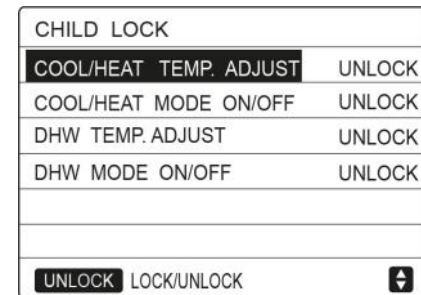 CHILD LOCK
COOL/HEAT TEMP. ADJUST UNLOCK
COOL/HEAT MODE ON/OFF UNLOCK
DHW TEMP. ADJUST UNLOCK
DHW MODE ON/OFF UNLOCK
UNLOCK LOCK/UNLOCK